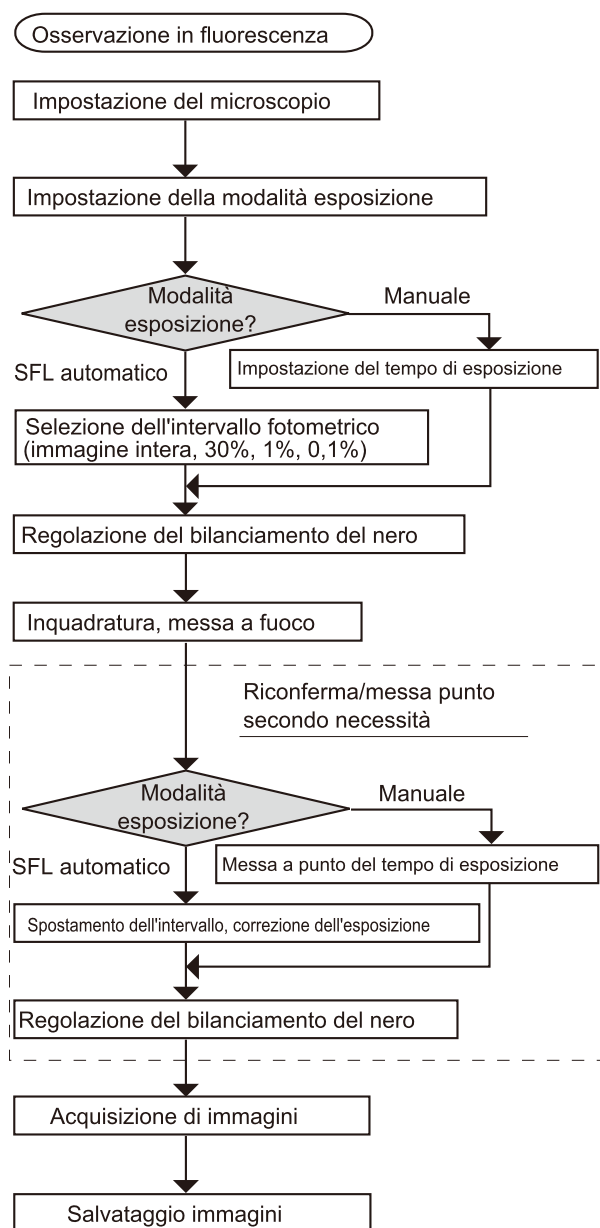 Osservazione in fluorescenza
Impostazione del microscopio
Impostazione della modalità esposizione
Modalità
esposizione?
Manuale
SFL automatico
Impostazione del tempo di esposizione
Selezione dell'intervallo fotometrico
(immagine intera, 30%, 1%, 0,1%)
Regolazione del bilanciamento del nero
Inquadratura, messa a fuoco
Riconferma/messa punto
secondo necessità
Modalità
esposizione?
Manuale
SFL automatico
Messa a punto del tempo di esposizione
Spostamento dell'intervallo, correzione dell'esposizione
Regolazione del bilanciamento del nero
Acquisizione di immagini
Salvataggio immagini